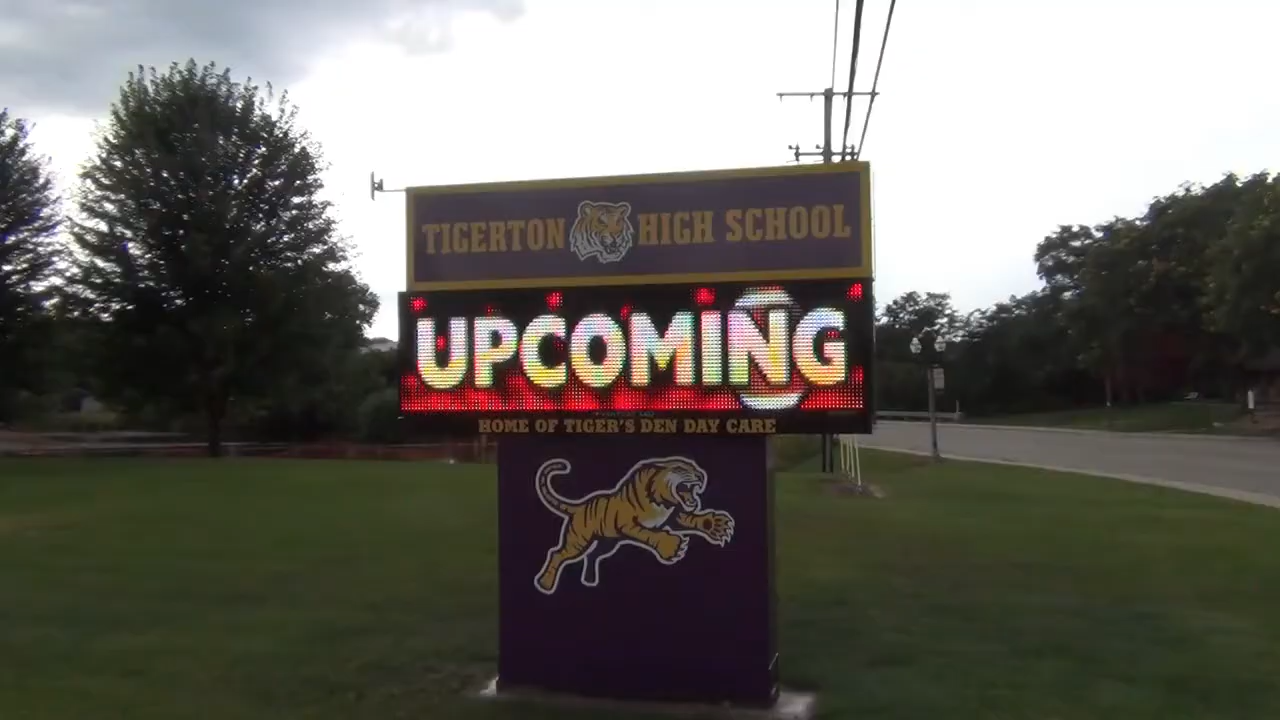 TIGERTON HIGH SCHOOL
UPCOMING
HOME OF TIGER'S DEN DAY CARE